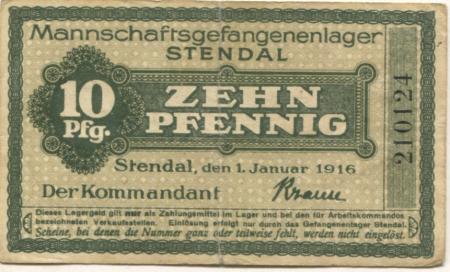 Mannschaftsgefangenenlager
STENDAL
10
Pfg.
ZEHN
PFENNIG
210124
Stendal, den 1. Januar 1916
Der Kommandant
Dieses Lagergeld gilt nur als Zahlungsmittel im Lager und bei den für Arbeitskommandos
bezeichneten Verkaufsstellen. Einlösung erfolgt nur durch das Gefangenenlager Stendal.
Scheine, bei denen die Nummer ganz oder teilweise fehlt, werden nicht eingelöst.